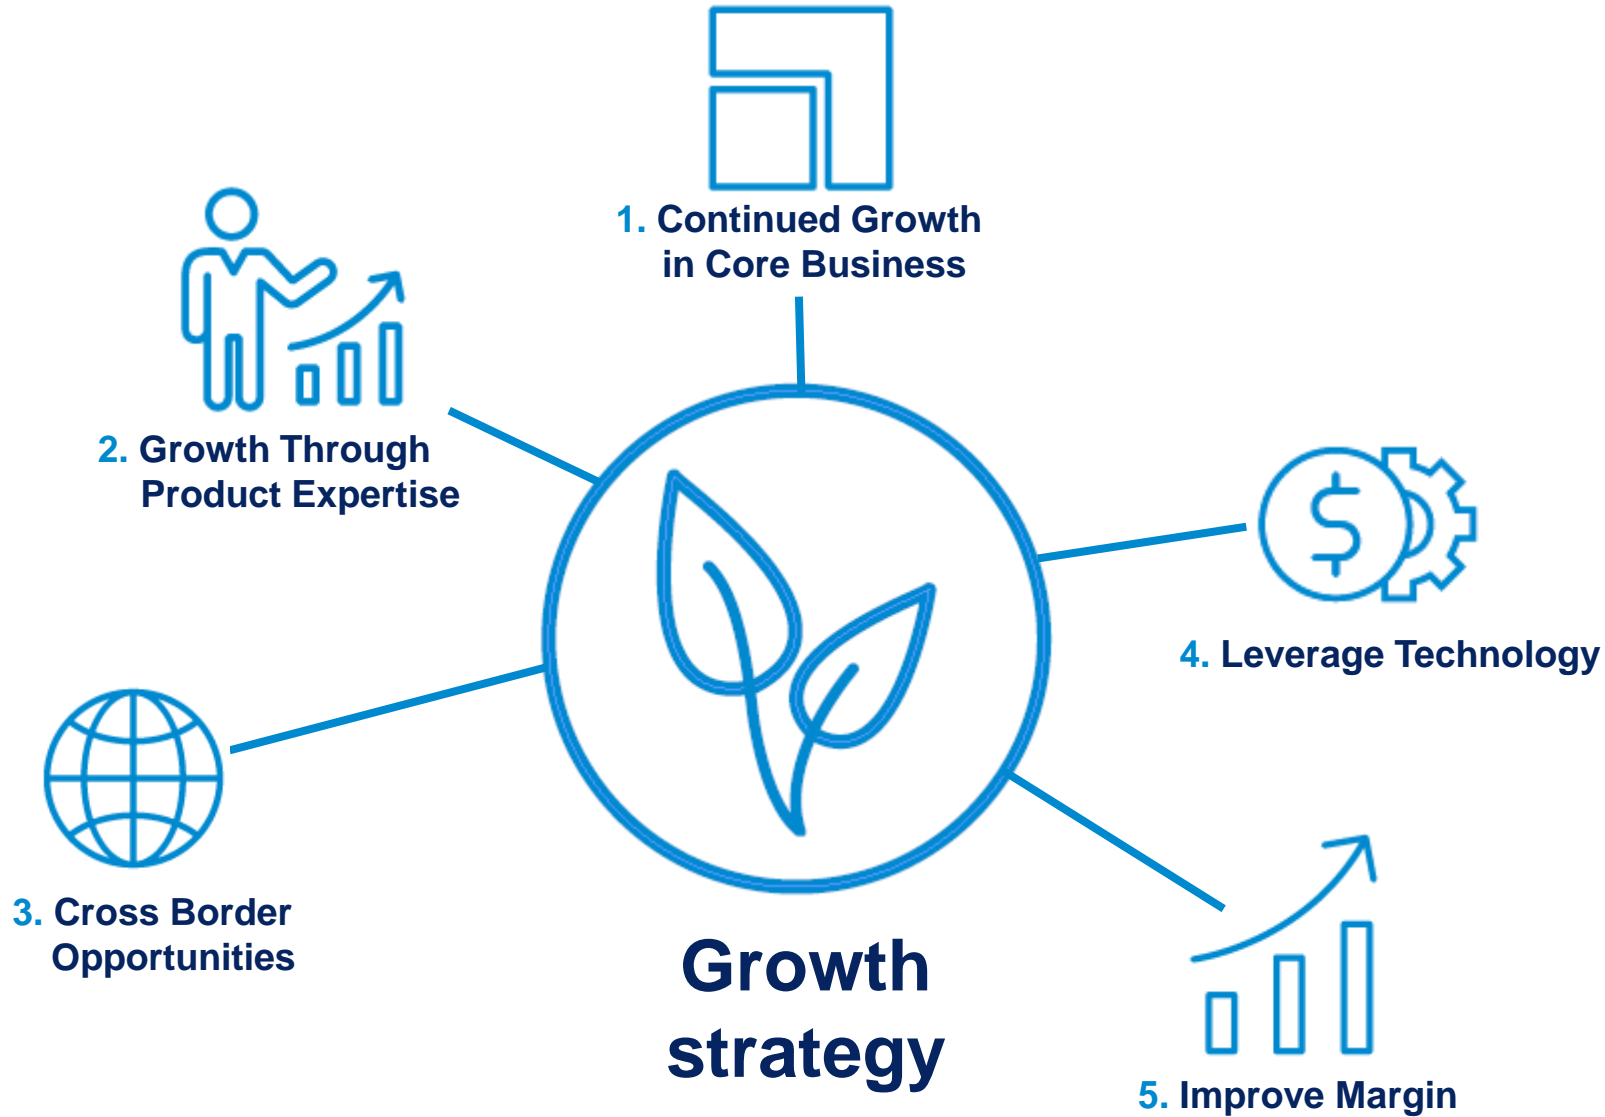 1. Continued Growth
in Core Business
2. Growth Through
Product Expertise
3. Cross Border
Opportunities
4. Leverage Technology
5. Improve Margin
Growth
strategy